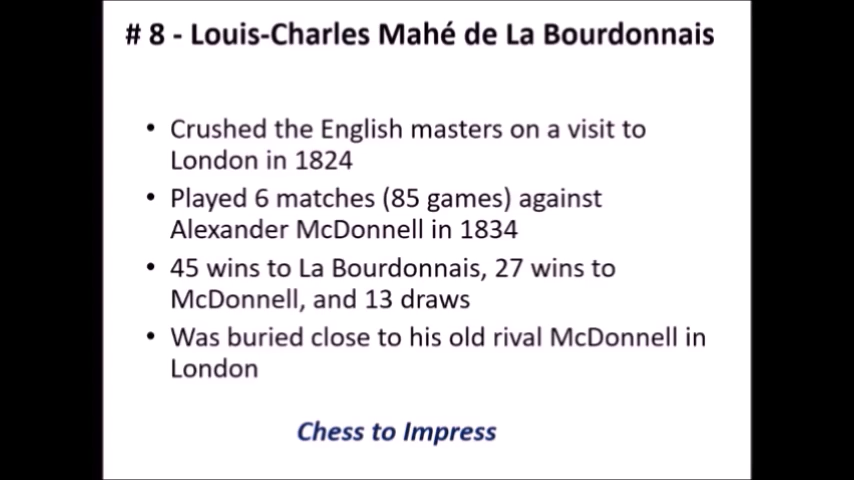 # 8 - Louis-Charles Mahé de La Bourdonnais
• Crushed the English masters on a visit to
London in 1824
• Played 6 matches (85 games) against
Alexander McDonnell in 1834
• 45 wins to La Bourdonnais, 27 wins to
McDonnell, and 13 draws
• Was buried close to his old rival McDonnell in
London
Chess to Impress